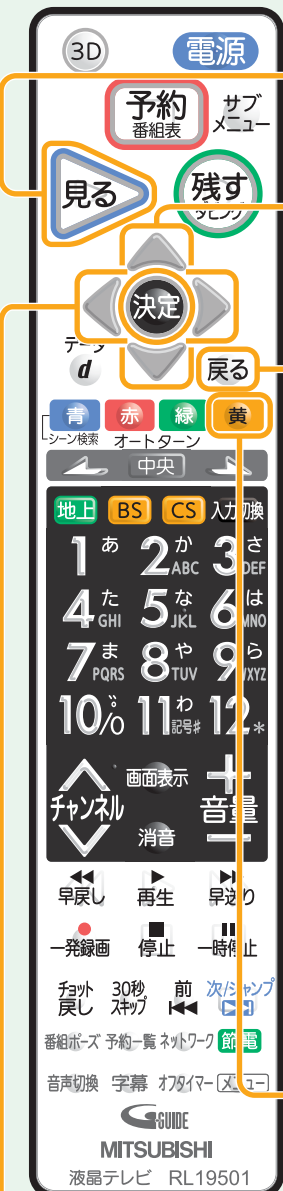 3D 電源
予約
番組表
サブ
メニュー
見る 残す
ダビング
決定
データ
d 戻る
青 赤 緑 黄
シーン検索 オートターン
中央
地上 BS CS 入力切換
1 あ 2 か ABC 3 さ DEF
4 た GHI 5 な JKL 6 は MNO
7 ま PQRS 8 や TUV 9 ら WXYZ
10/0 11 わ 記号# 12 *
画面表示
チャンネル 音量
消音
早戻し 再生 早送り
一発録画 停止 一時停止
チョット戻し 30秒スキップ 前 次/ジャンプ
番組ポーズ 予約一覧 ネットワーク 節電
音声切換 字幕 オフタイマー メニュー
G-GUIDE
MITSUBISHI
液晶テレビ RL19501